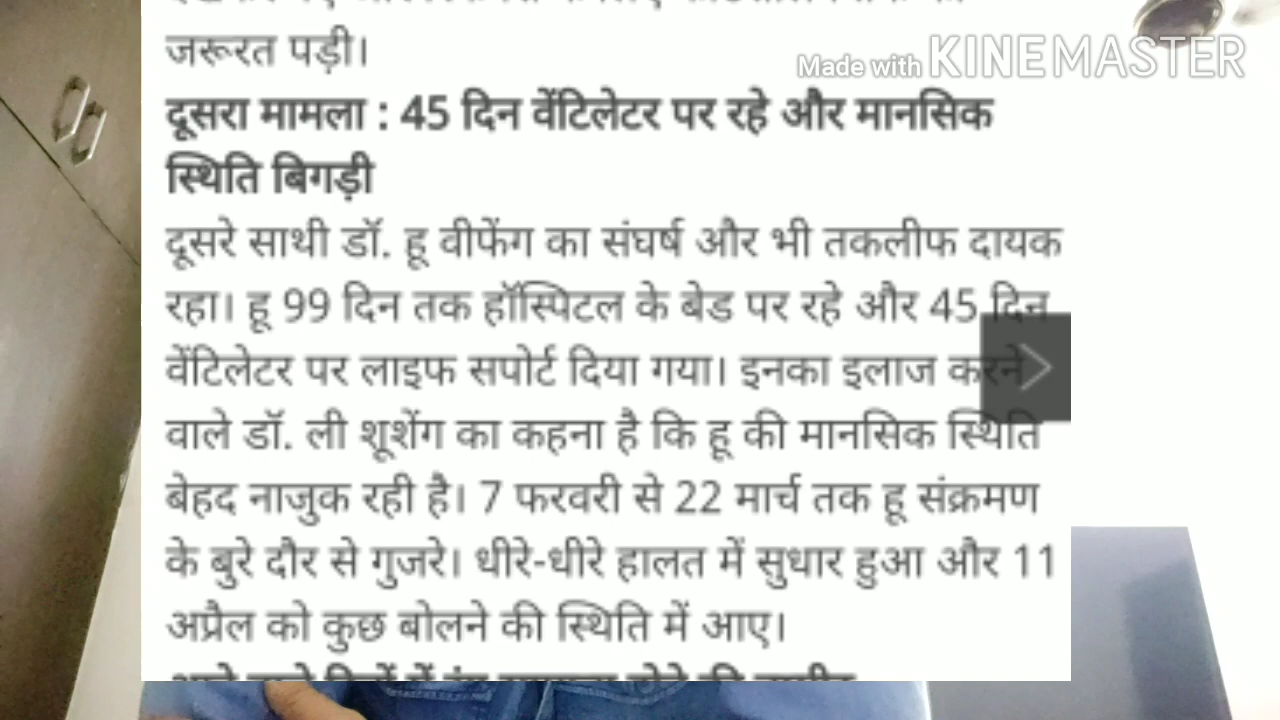 जरूरत पड़ी।
Made with KINEMASTER
दूसरा मामला : 45 दिन वेंटिलेटर पर रहे और मानसिक
स्थिति बिगड़ी
दूसरे साथी डॉ. हू वीफेंग का संघर्ष और भी तकलीफ दायक
रहा। हू 99 दिन तक हॉस्पिटल के बेड पर रहे और 45 दिन
वेंटिलेटर पर लाइफ सपोर्ट दिया गया। इनका इलाज करने
वाले डॉ. ली शूशेंग का कहना है कि हू की मानसिक स्थिति
बेहद नाजुक रही है। 7 फरवरी से 22 मार्च तक हू संक्रमण
के बुरे दौर से गुजरे। धीरे-धीरे हालत में सुधार हुआ और 11
अप्रैल को कुछ बोलने की स्थिति में आए।